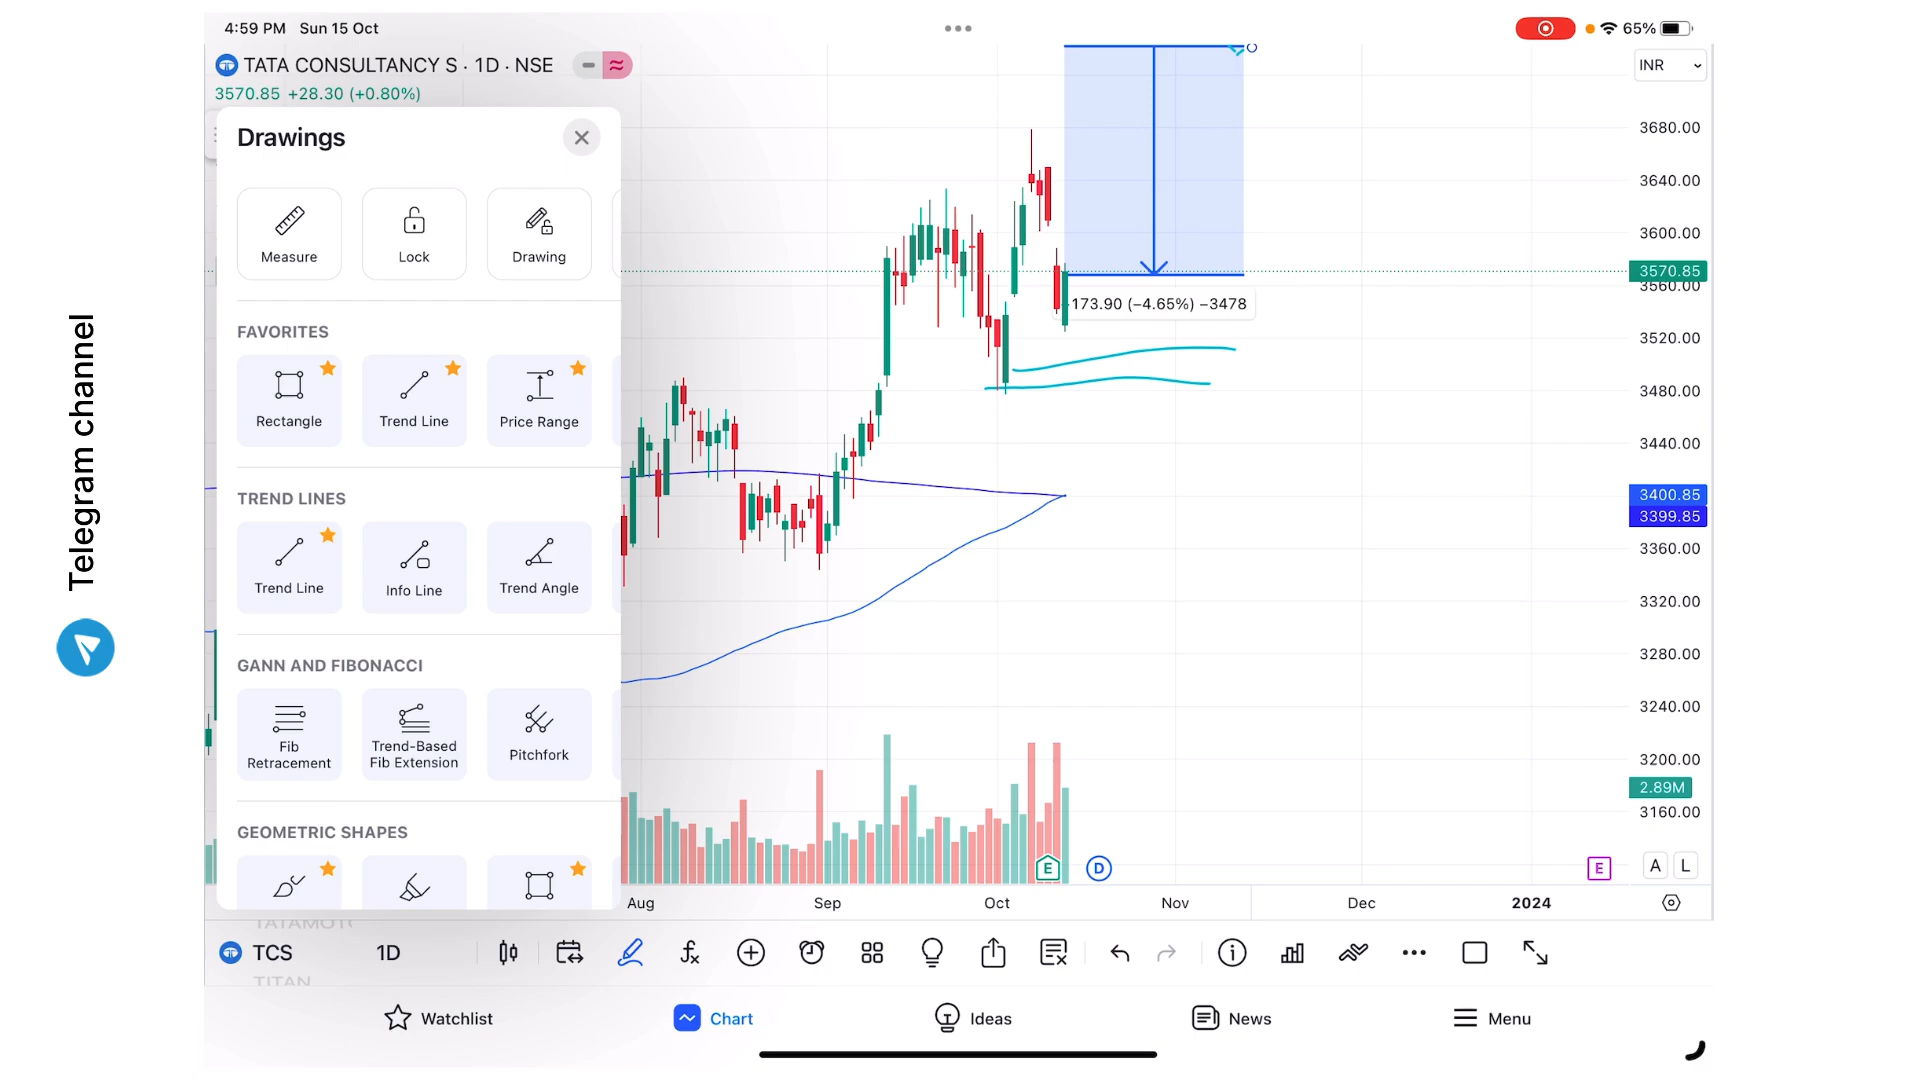 4:59 PM Sun 15 Oct
65%
TATA CONSULTANCY S · 1D · NSE
INR
3570.85 +28.30 (+0.80%)
Drawings
Measure
Lock
Drawing
FAVORITES
Rectangle
Trend Line
Price Range
TREND LINES
Trend Line
Info Line
Trend Angle
GANN AND FIBONACCI
Fib
Retracement
Trend-Based
Fib Extension
Pitchfork
GEOMETRIC SHAPES
173.90 (−4.65%) −3478
3680.00
3640.00
3600.00
3570.85
3560.00
3520.00
3480.00
3440.00
3400.85
3399.85
3360.00
3320.00
3280.00
3240.00
3200.00
2.89M
3160.00
E
D
E
A
L
Aug
Sep
Oct
Nov
Dec
2024
TCS
1D
TITAN
Watchlist
Chart
Ideas
News
Menu
Telegram channel